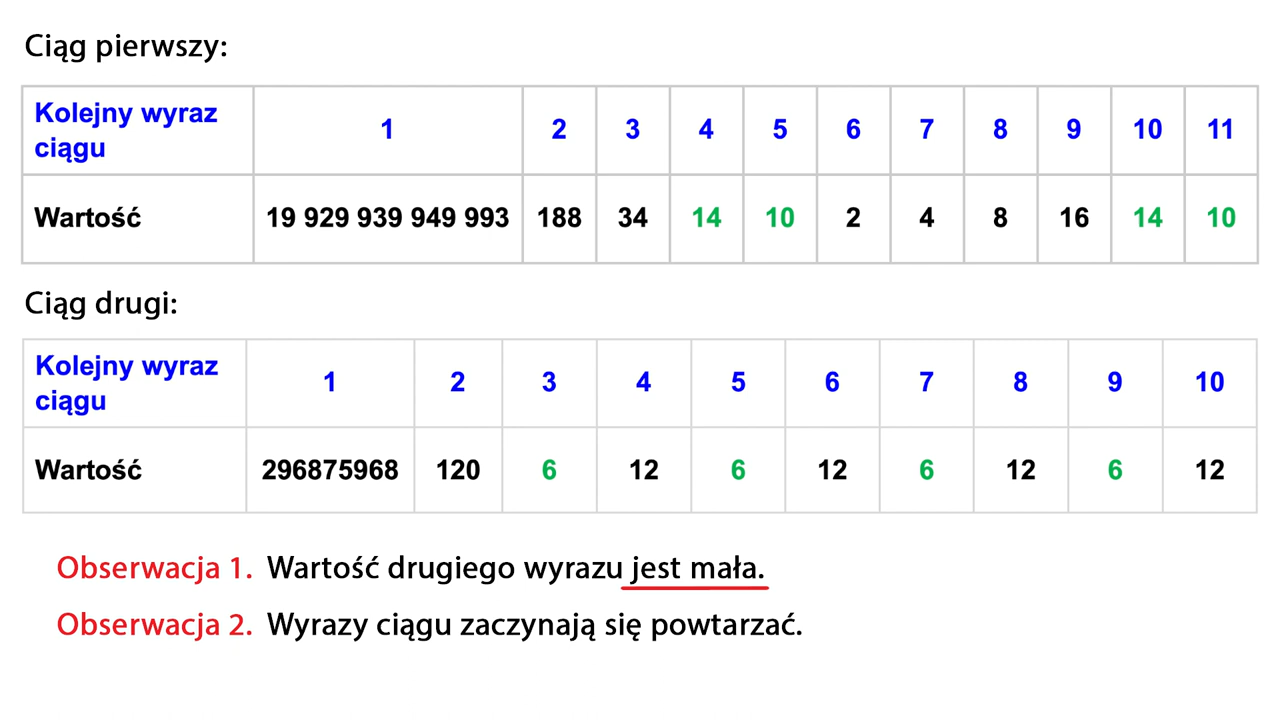 Ciąg pierwszy:
Kolejny wyraz ciągu 1 2 3 4 5 6 7 8 9 10 11
Wartość 19 929 939 949 993 188 34 14 10 2 4 8 16 14 10
Ciąg drugi:
Kolejny wyraz ciągu 1 2 3 4 5 6 7 8 9 10
Wartość 296875968 120 6 12 6 12 6 12 6 12
Obserwacja 1. Wartość drugiego wyrazu jest mała.
Obserwacja 2. Wyrazy ciągu zaczynają się powtarzać.